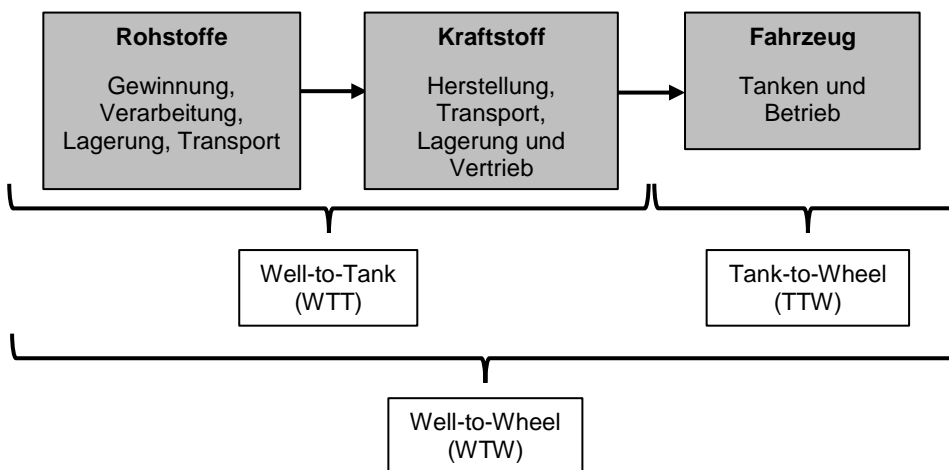 Rohstoffe
Gewinnung,
Verarbeitung,
Lagerung, Transport
Kraftstoff
Herstellung,
Transport,
Lagerung und
Vertrieb
Fahrzeug
Tanken und
Betrieb
Well-to-Tank
(WTT)
Tank-to-Wheel
(TTW)
Well-to-Wheel
(WTW)